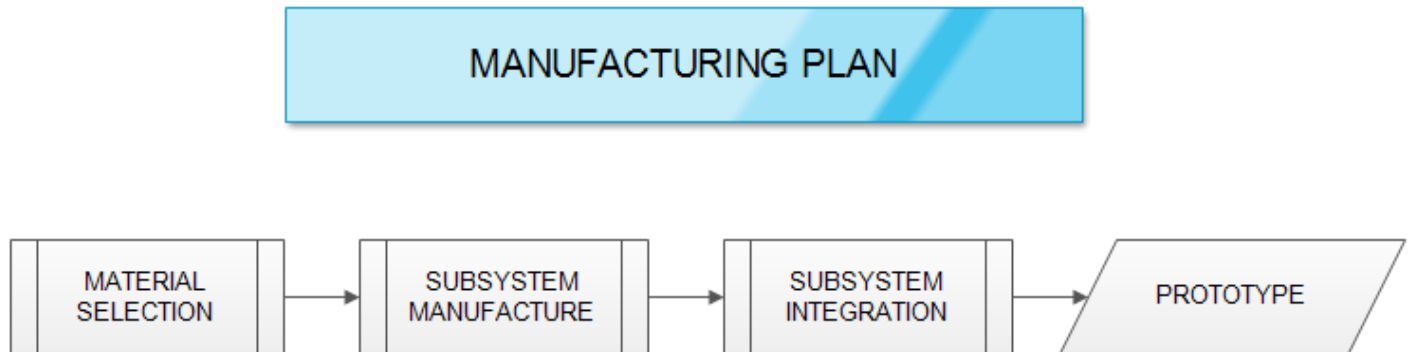 MANUFACTURING PLAN
MATERIAL
SELECTION
SUBSYSTEM
MANUFACTURE
SUBSYSTEM
INTEGRATION
PROTOTYPE